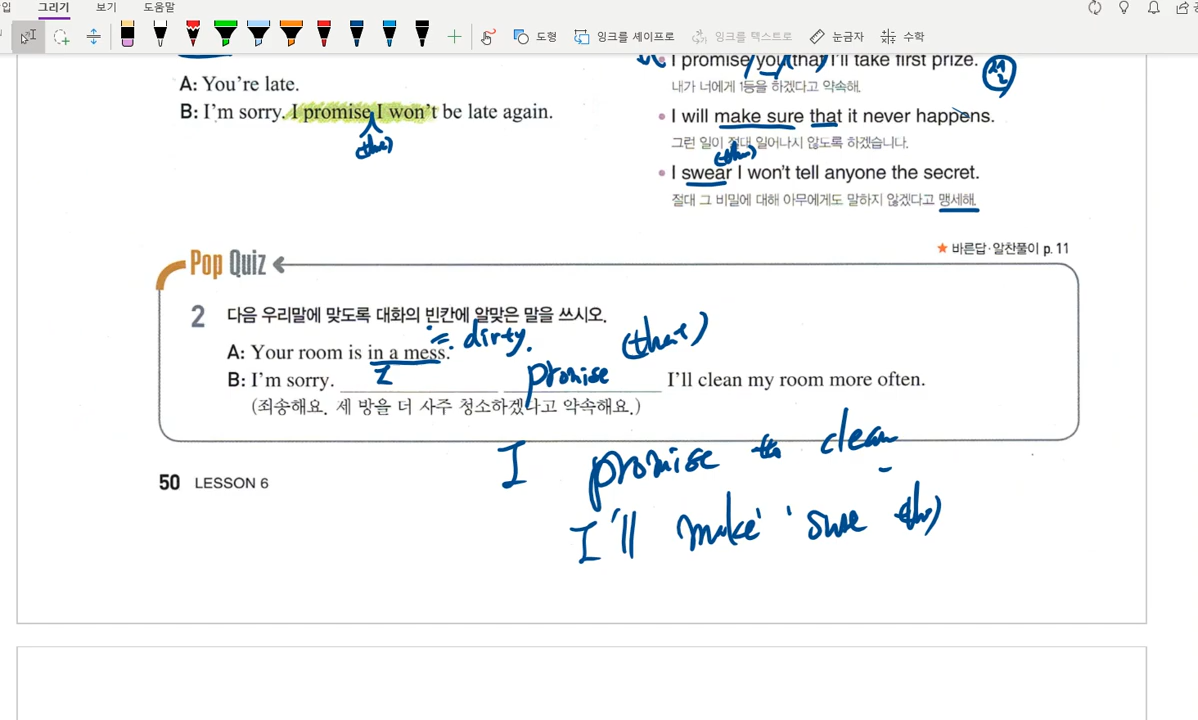 입 그리기 보기 도움말
도형 잉크를 셰이프로 잉크를 텍스트로 눈금자 수학
A: You're late.
B: I'm sorry. I promise I won't be late again.
I promise you (that) I'll take first prize.
내가 너에게 1등을 하겠다고 약속해.
• I will make sure that it never happens.
그런 일이 절대 일어나지 않도록 하겠습니다.
• I swear I won't tell anyone the secret.
절대 그 비밀에 대해 아무에게도 말하지 않겠다고 맹세해.
★ 바른답·알찬풀이 p. 11
Pop Quiz
2 다음 우리말에 맞도록 대화의 빈칸에 알맞은 말을 쓰시오.
= dirty. (that)
A: Your room is in a mess.
B: I'm sorry. I promise I'll clean my room more often.
(죄송해요. 제 방을 더 자주 청소하겠다고 약속해요.)
I promise to clean
I'll make sure
50 LESSON 6